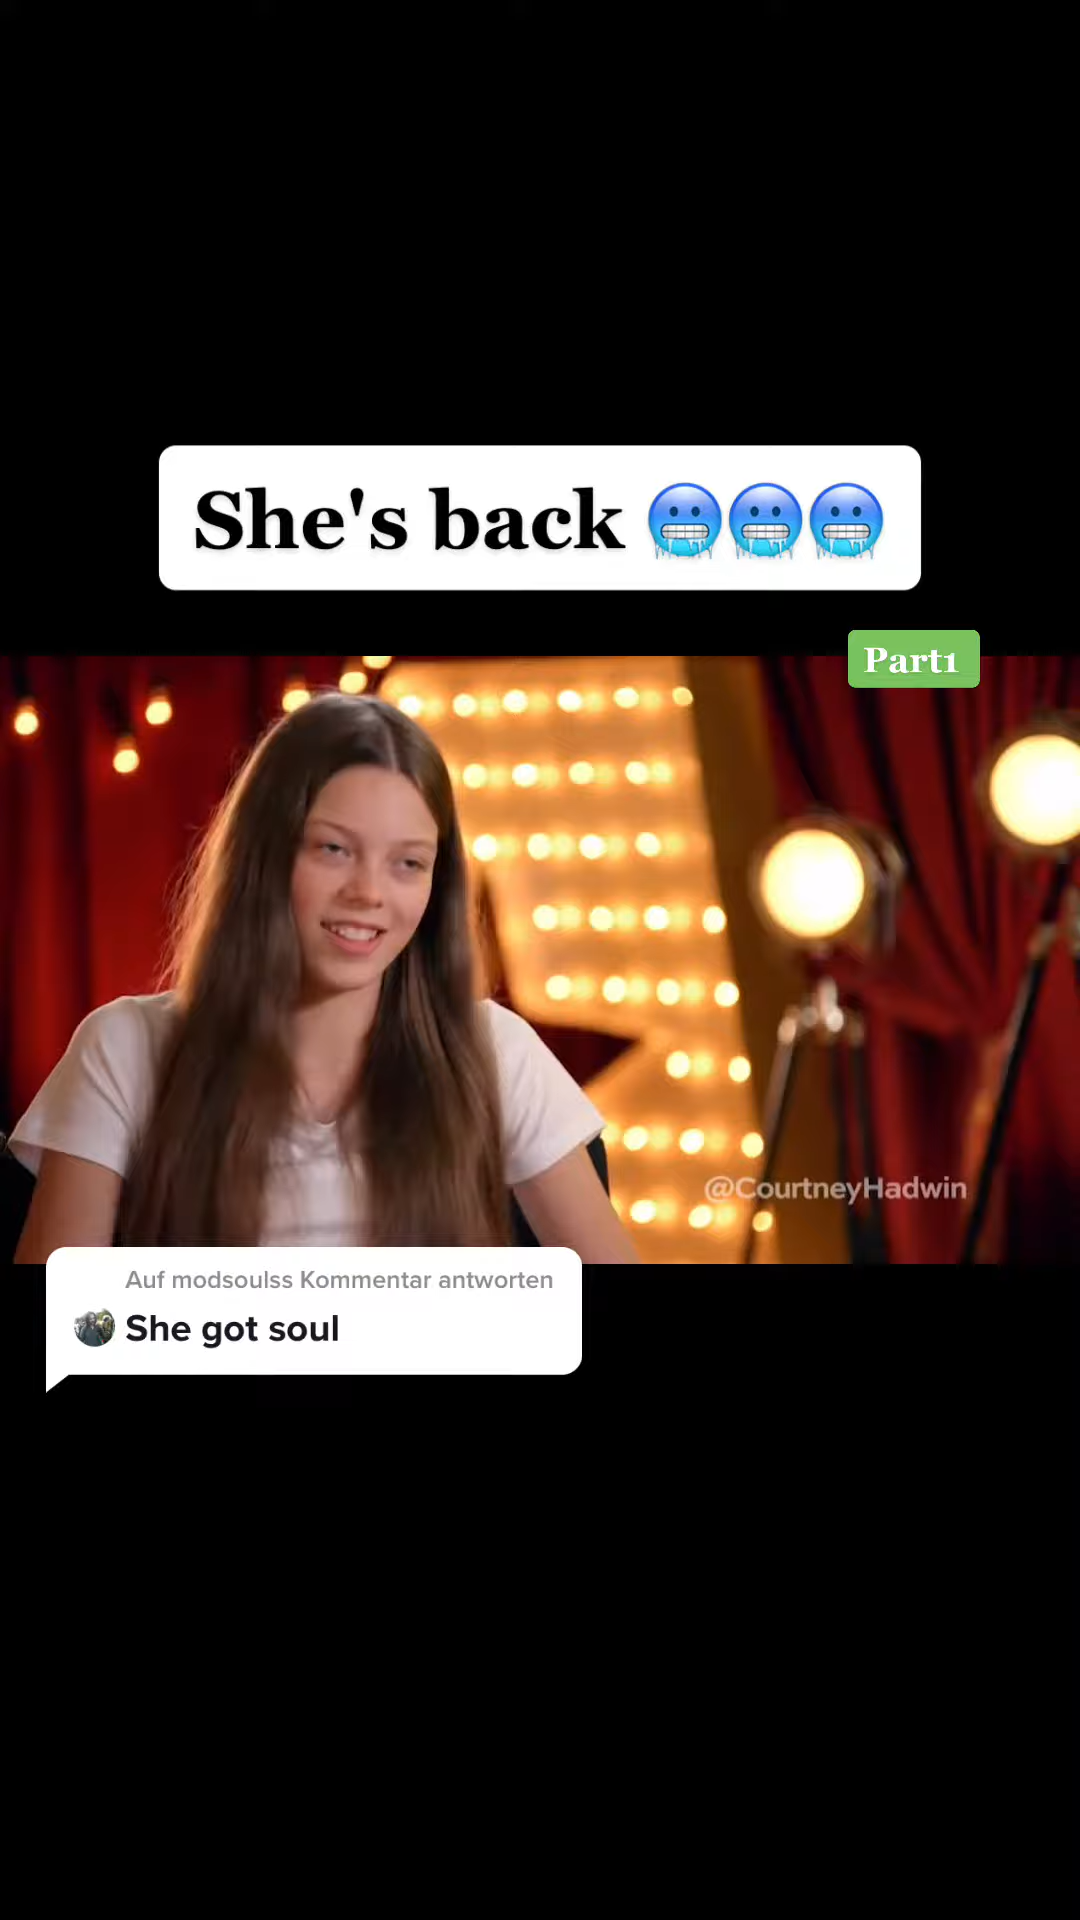 She's back 🥶🥶🥶
Part1
@CourtneyHadwin
Auf modsoulss Kommentar antworten
She got soul